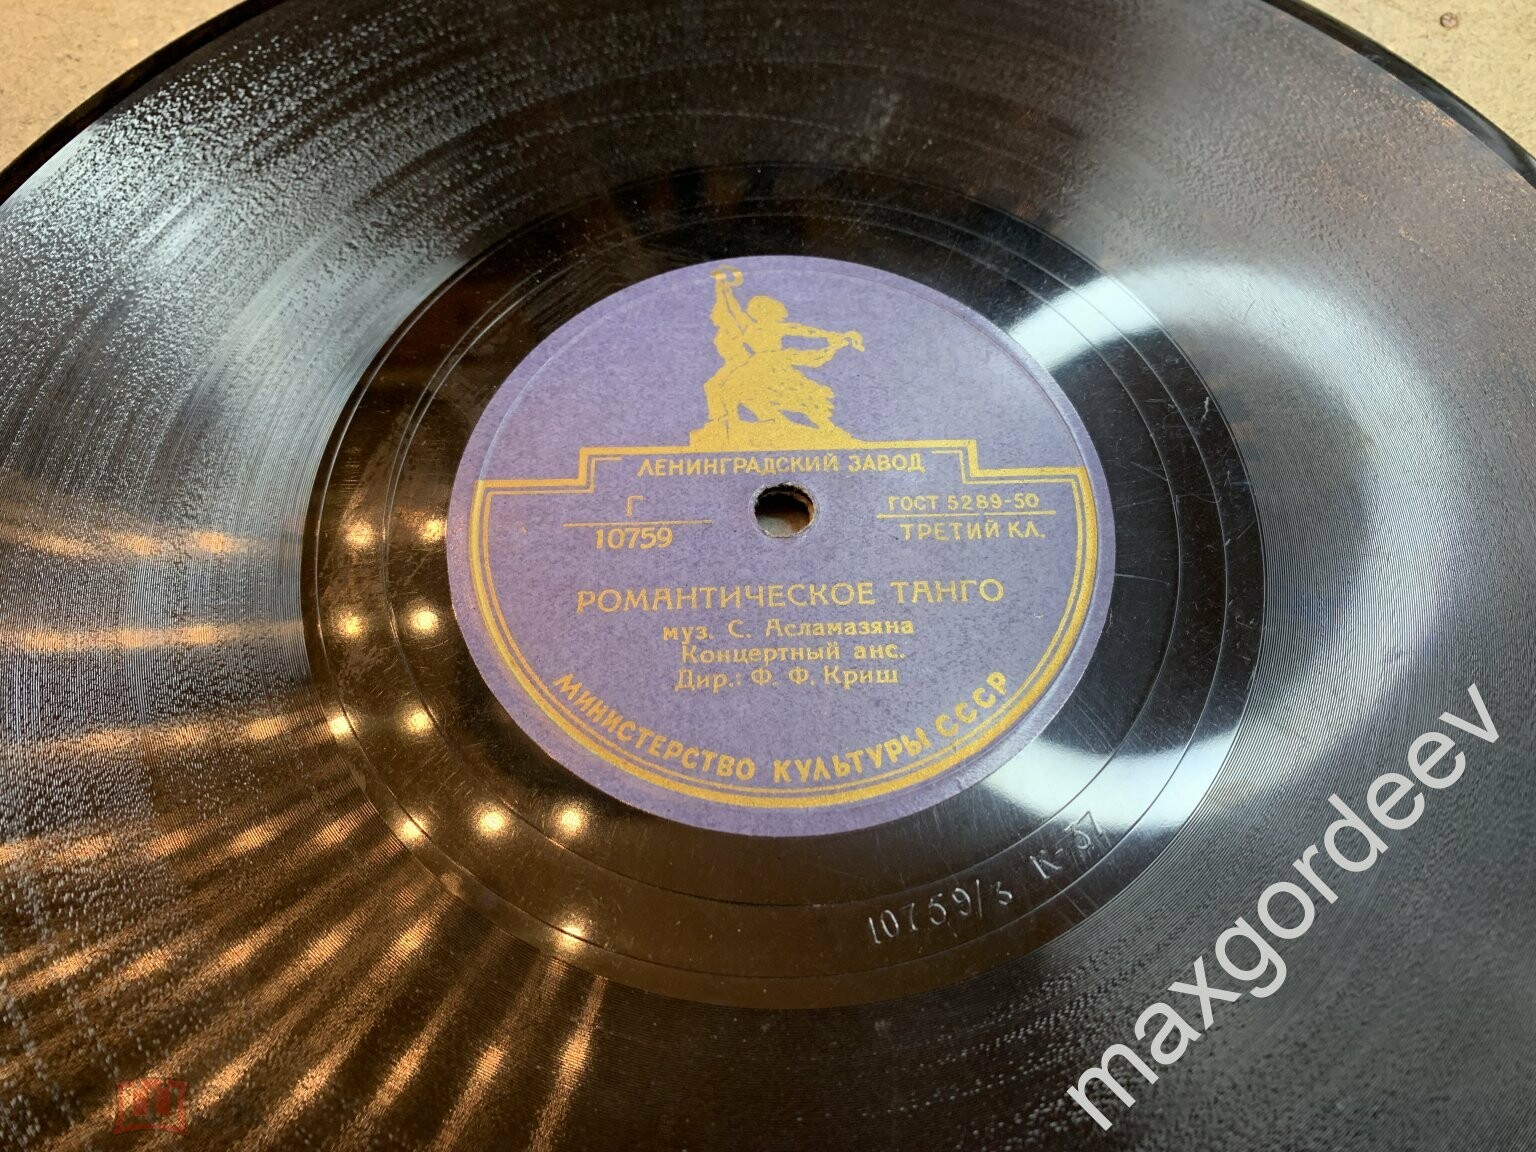 ЛЕНИНГРАДСКИЙ ЗАВОД
Г
10759
ГОСТ 5289-50
ТРЕТИЙ КЛ.
РОМАНТИЧЕСКОЕ ТАНГО
муз. С. Асламазяна
Концертный анс.
Дир.: Ф. Ф. Криш
МИНИСТЕРСТВО КУЛЬТУРЫ СССР
10759/3 К-37
maxgordeev